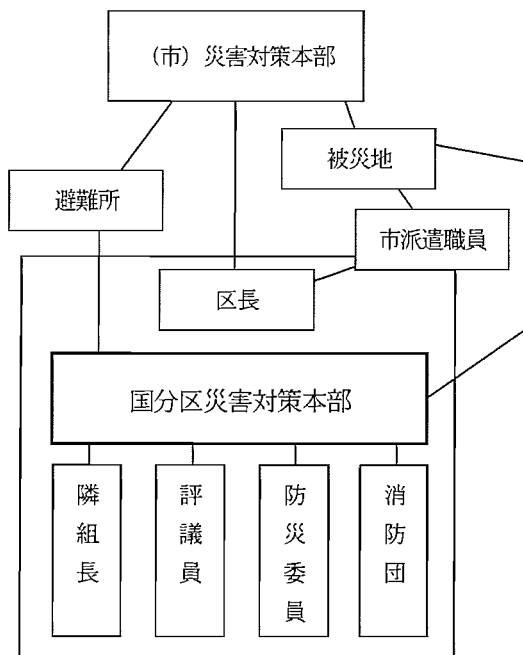 （市）災害対策本部
被災地
避難所
市派遣職員
区長
国分区災害対策本部
隣組長
評議員
防災委員
消防団